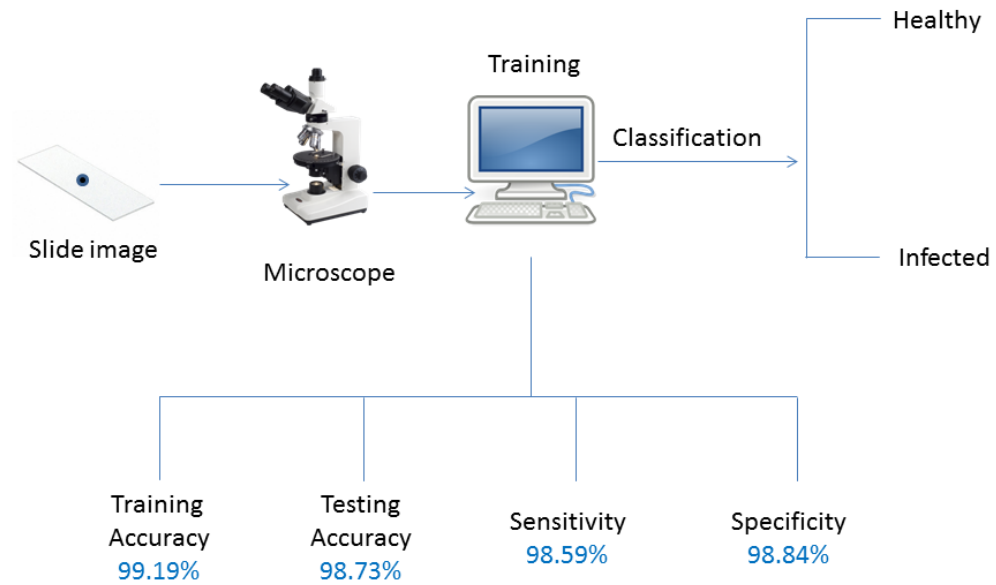 Healthy
Training
Classification
Slide image
Infected
Microscope
Training
Accuracy
99.19%
Testing
Accuracy
98.73%
Sensitivity
98.59%
Specificity
98.84%